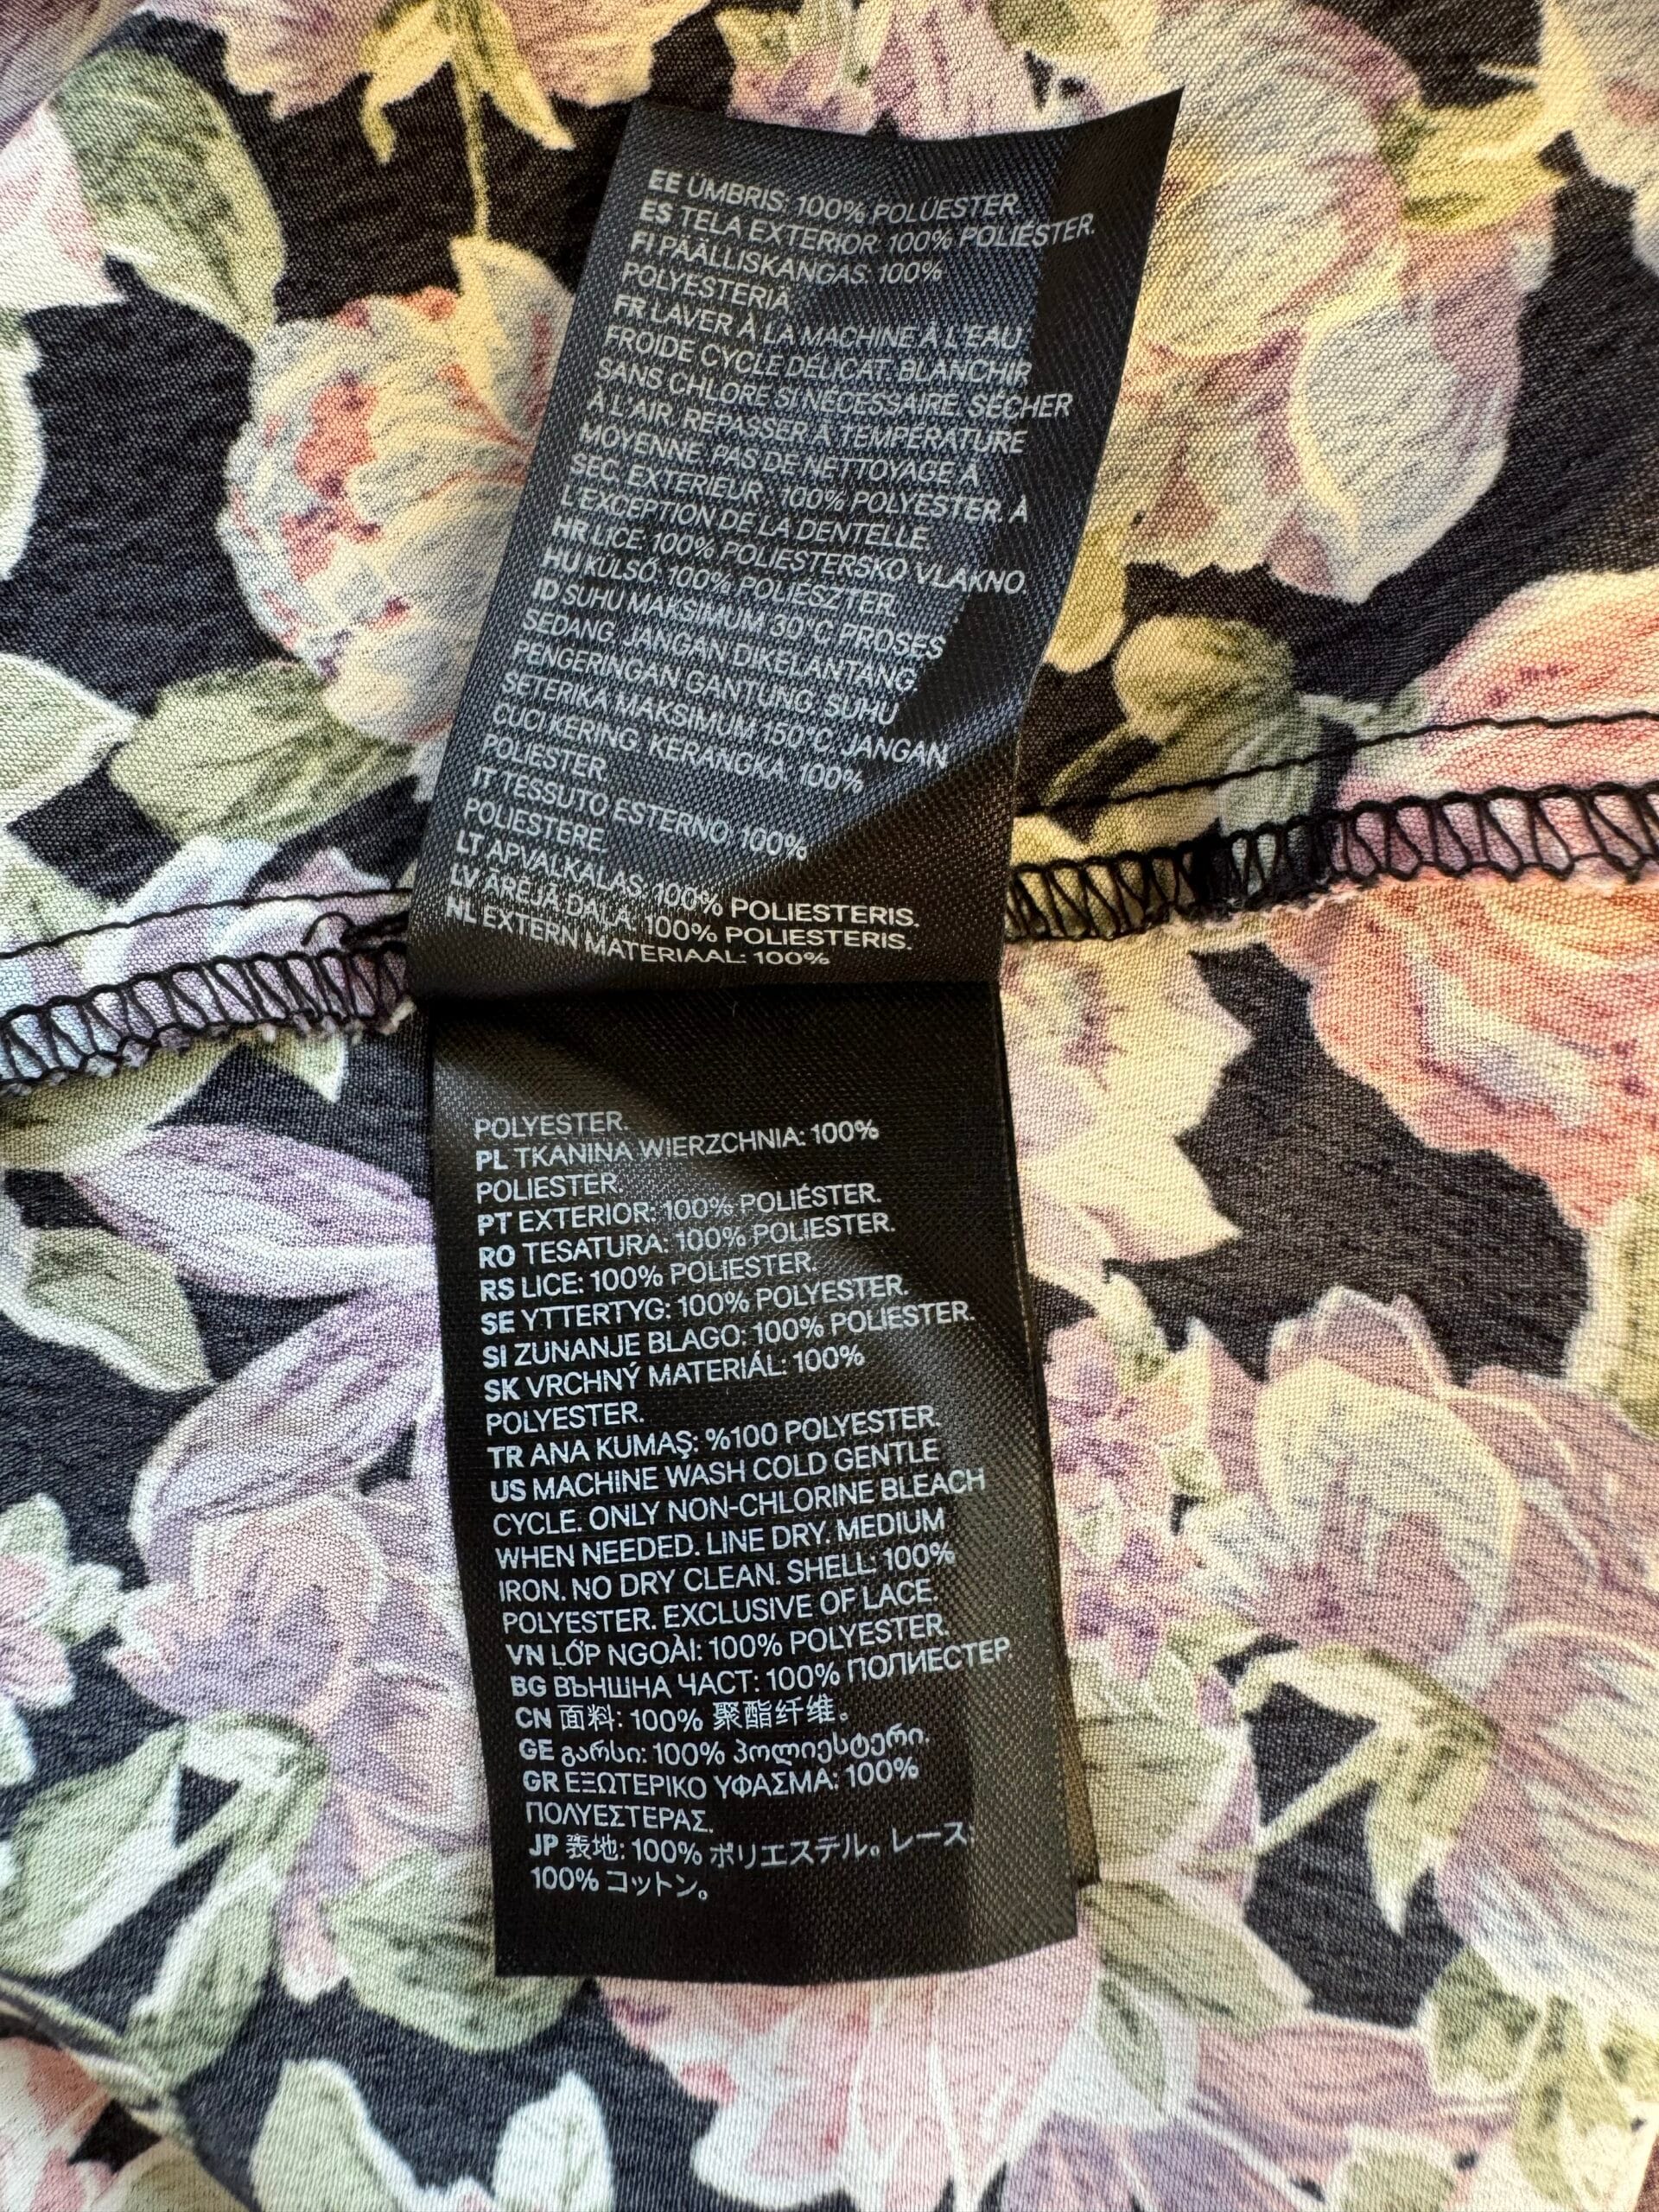 EE ÜMBRIS: 100% POLÜESTER.
ES TELA EXTERIOR: 100% POLIÉSTER.
FI PÄÄLLISKANGAS: 100%
POLYESTERIÄ.
FR LAVER À LA MACHINE À L'EAU
FROIDE CYCLE DÉLICAT. BLANCHIR
SANS CHLORE SI NÉCESSAIRE. SÉCHER
À L'AIR. REPASSER À TEMPÉRATURE
MOYENNE. PAS DE NETTOYAGE À
SEC. EXTÉRIEUR: 100% POLYESTER. À
L'EXCEPTION DE LA DENTELLE.
HR LICE: 100% POLIESTERSKO VLAKNO.
HU KÜLSŐ: 100% POLIÉSZTER.
ID SUHU MAKSIMUM 30°C PROSES
SEDANG. JANGAN DIKELANTANG.
PENGERINGAN GANTUNG. SUHU
SETERIKA MAKSIMUM 150°C. JANGAN
CUCI KERING. KERANGKA: 100%
POLIESTER.
IT TESSUTO ESTERNO: 100%
POLIESTERE.
LT APVALKALAS: 100% POLIESTERIS.
LV ĀRĒJĀ DAĻA: 100% POLIESTERIS.
NL EXTERN MATERIAAL: 100%
POLYESTER.
PL TKANINA WIERZCHNIA: 100%
POLIESTER.
PT EXTERIOR: 100% POLIÉSTER.
RO TESATURA: 100% POLIESTER.
RS LICE: 100% POLIESTER.
SE YTTERTYG: 100% POLYESTER.
SI ZUNANJE BLAGO: 100% POLIESTER.
SK VRCHNÝ MATERIÁL: 100%
POLYESTER.
TR ANA KUMAŞ: %100 POLYESTER.
US MACHINE WASH COLD GENTLE
CYCLE. ONLY NON-CHLORINE BLEACH
WHEN NEEDED. LINE DRY. MEDIUM
IRON. NO DRY CLEAN. SHELL: 100%
POLYESTER. EXCLUSIVE OF LACE.
VN LỚP NGOÀI: 100% POLYESTER.
BG ВЪНШНА ЧАСТ: 100% ПОЛИЕСТЕР.
CN 面料: 100% 聚酯纤维。
GE გარსი: 100% პოლიესტერი.
GR ΕΞΩΤΕΡΙΚΟ ΥΦΑΣΜΑ: 100%
ΠΟΛΥΕΣΤΕΡΑΣ.
JP 表地: 100% ポリエステル。レース
100% コットン。